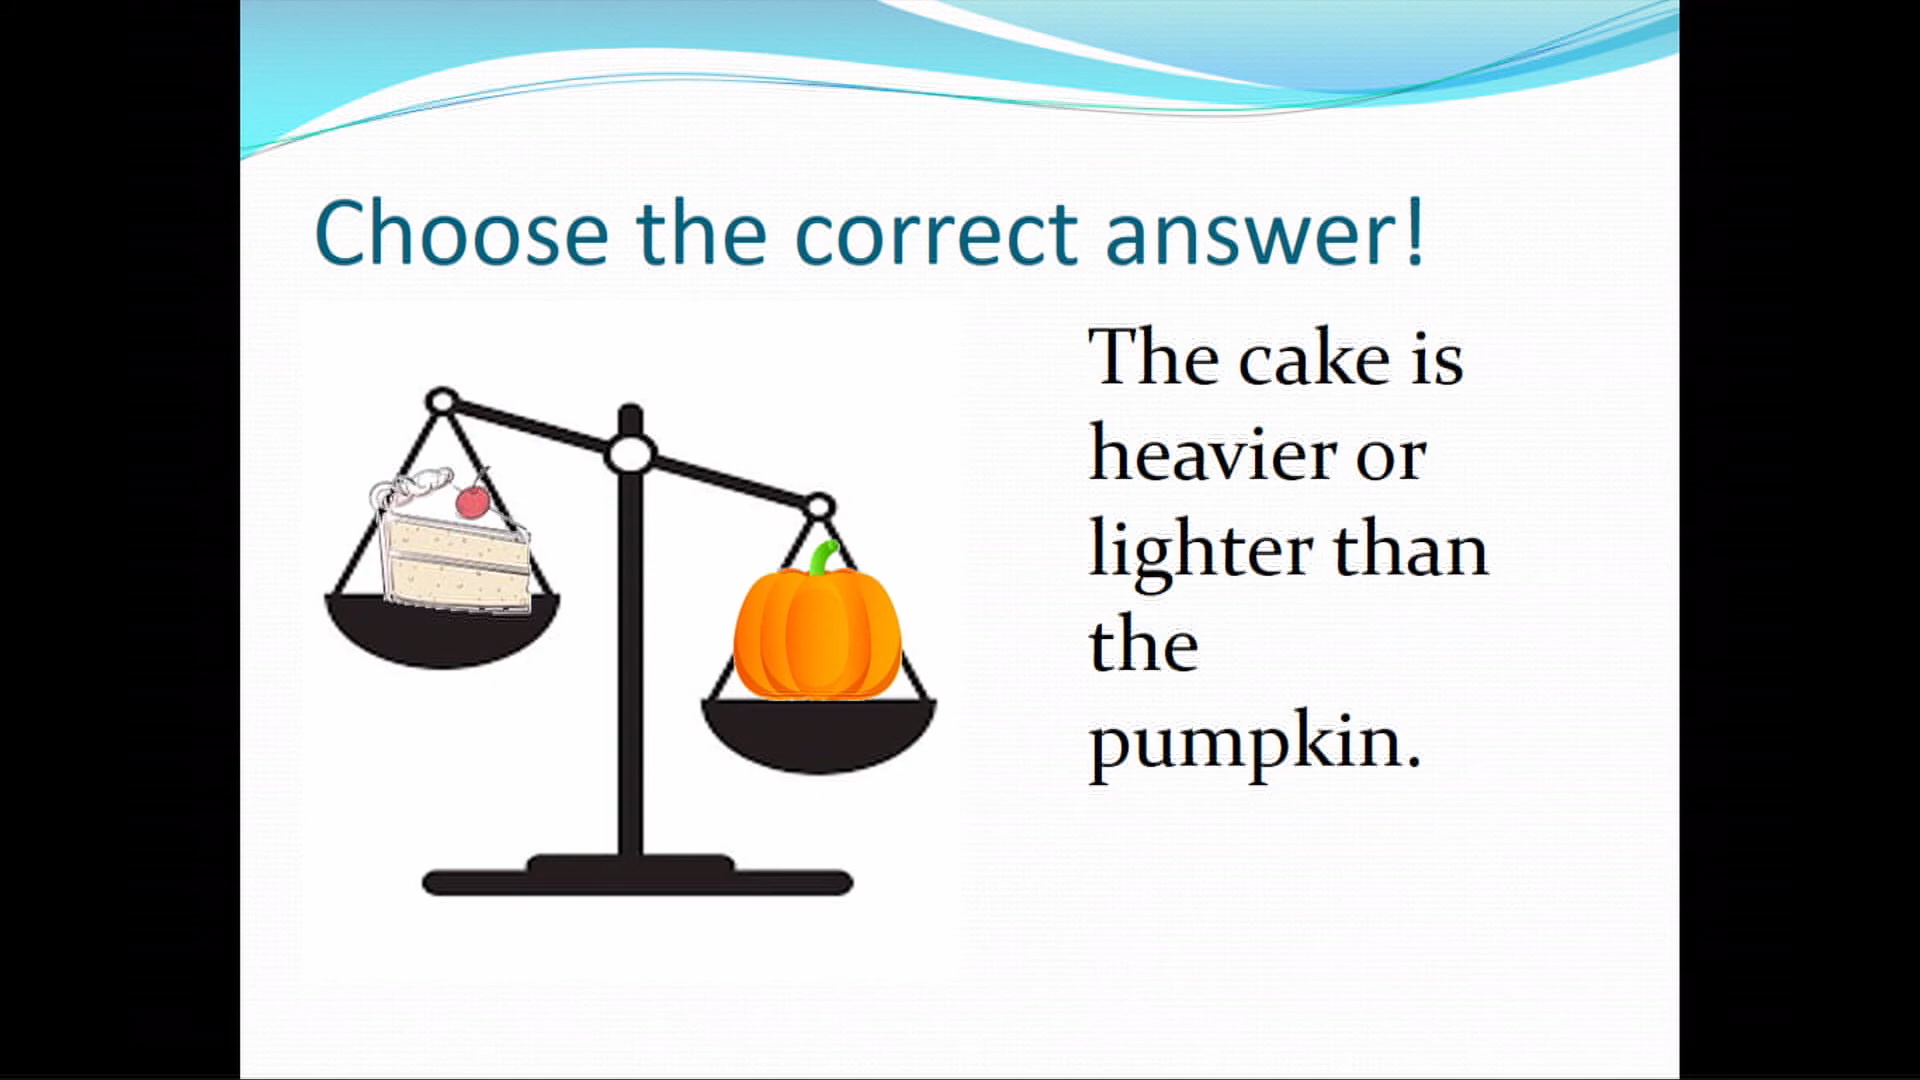 Choose the correct answer!
The cake is
heavier or
lighter than
the
pumpkin.